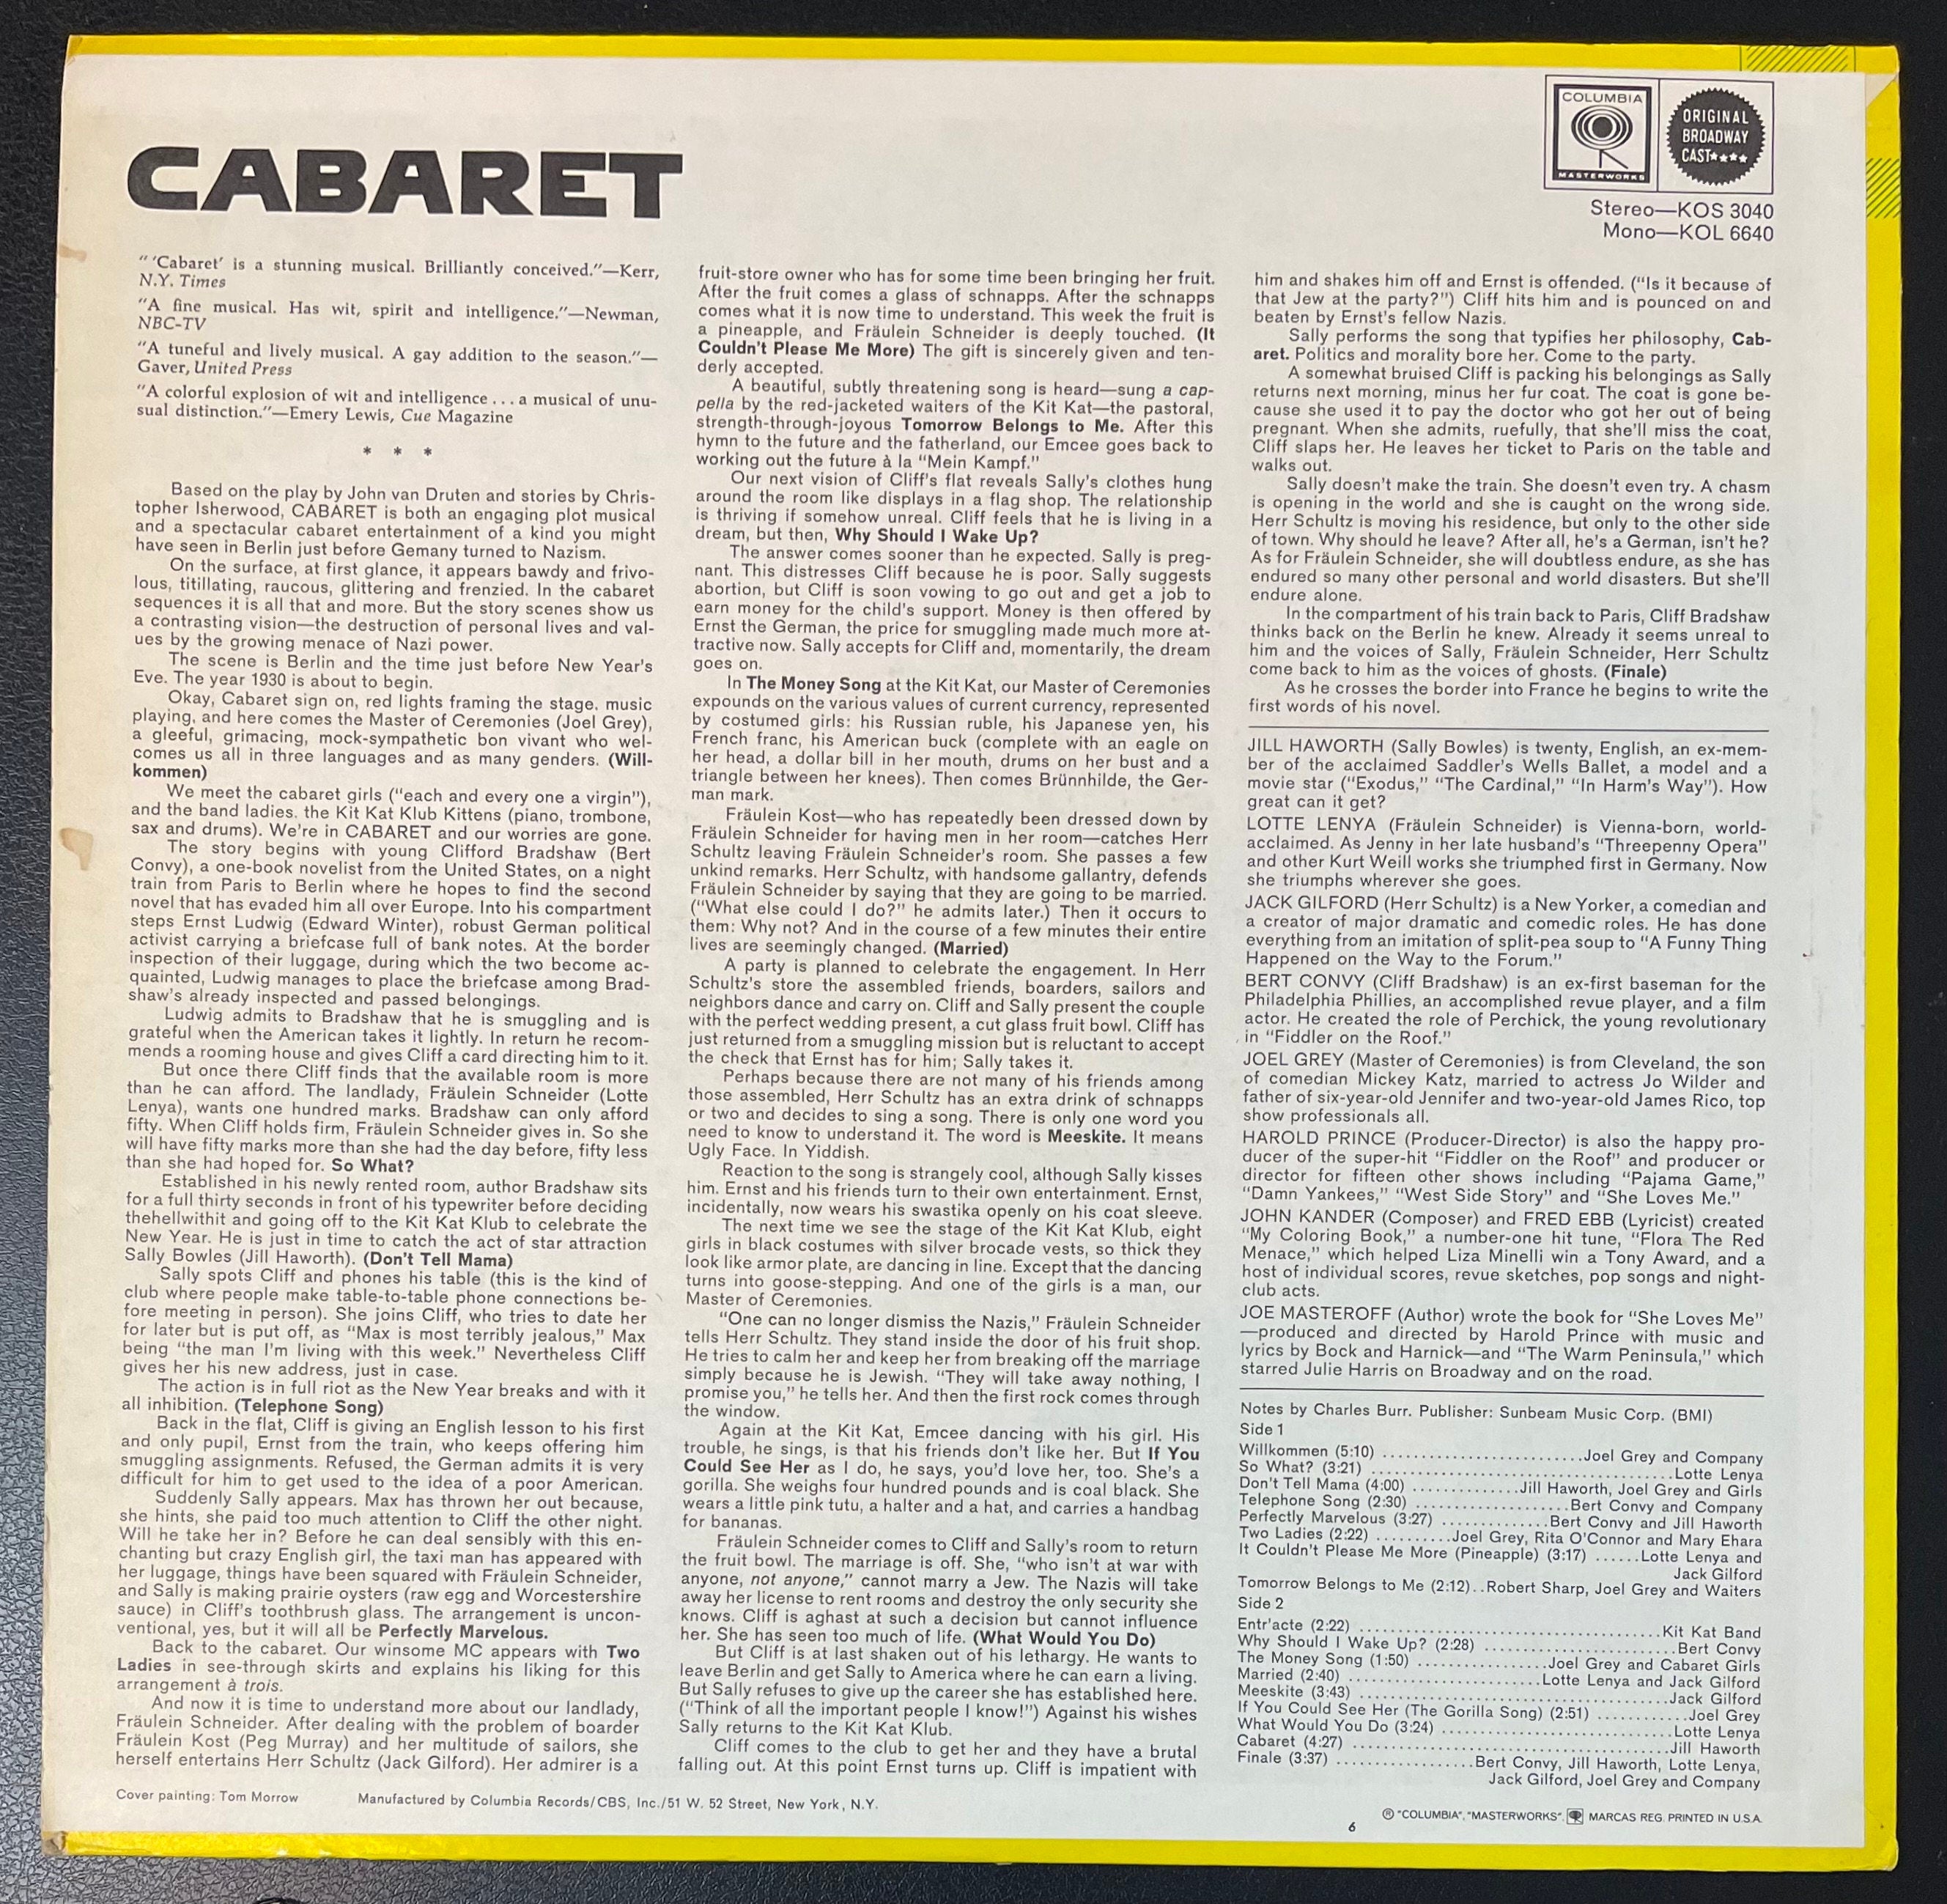 COLUMBIA
MASTERWORKS
ORIGINAL
BROADWAY
CAST★★★★
Stereo—KOS 3040
Mono—KOL 6640
CABARET
" 'Cabaret' is a stunning musical. Brilliantly conceived."—Kerr,
N.Y. Times
"A fine musical. Has wit, spirit and intelligence."—Newman,
NBC-TV
"A tuneful and lively musical. A gay addition to the season."—
Gaver, United Press
"A colorful explosion of wit and intelligence . . . a musical of unu-
sual distinction."—Emery Lewis, Cue Magazine
* * *
Based on the play by John van Druten and stories by Chris-
topher Isherwood, CABARET is both an engaging plot musical
and a spectacular cabaret entertainment of a kind you might
have seen in Berlin just before Gemany turned to Nazism.
On the surface, at first glance, it appears bawdy and frivo-
lous, titillating, raucous, glittering and frenzied. In the cabaret
sequences it is all that and more. But the story scenes show us
a contrasting vision—the destruction of personal lives and val-
ues by the growing menace of Nazi power.
The scene is Berlin and the time just before New Year's
Eve. The year 1930 is about to begin.
Okay, Cabaret sign on, red lights framing the stage. music
playing, and here comes the Master of Ceremonies (Joel Grey),
a gleeful, grimacing, mock-sympathetic bon vivant who wel-
comes us all in three languages and as many genders. (Will-
kommen)
We meet the cabaret girls ("each and every one a virgin"),
and the band ladies. the Kit Kat Klub Kittens (piano, trombone,
sax and drums). We're in CABARET and our worries are gone.
The story begins with young Clifford Bradshaw (Bert
Convy), a one-book novelist from the United States, on a night
train from Paris to Berlin where he hopes to find the second
novel that has evaded him all over Europe. Into his compartment
steps Ernst Ludwig (Edward Winter), robust German political
activist carrying a briefcase full of bank notes. At the border
inspection of their luggage, during which the two become ac-
quainted, Ludwig manages to place the briefcase among Brad-
shaw's already inspected and passed belongings.
Ludwig admits to Bradshaw that he is smuggling and is
grateful when the American takes it lightly. In return he recom-
mends a rooming house and gives Cliff a card directing him to it.
But once there Cliff finds that the available room is more
than he can afford. The landlady, Fräulein Schneider (Lotte
Lenya), wants one hundred marks. Bradshaw can only afford
fifty. When Cliff holds firm, Fräulein Schneider gives in. So she
will have fifty marks more than she had the day before, fifty less
than she had hoped for. So What?
Established in his newly rented room, author Bradshaw sits
for a full thirty seconds in front of his typewriter before deciding
thehellwithit and going off to the Kit Kat Klub to celebrate the
New Year. He is just in time to catch the act of star attraction
Sally Bowles (Jill Haworth). (Don't Tell Mama)
Sally spots Cliff and phones his table (this is the kind of
club where people make table-to-table phone connections be-
fore meeting in person). She joins Cliff, who tries to date her
for later but is put off, as "Max is most terribly jealous," Max
being "the man I'm living with this week." Nevertheless Cliff
gives her his new address, just in case.
The action is in full riot as the New Year breaks and with it
all inhibition. (Telephone Song)
Back in the flat, Cliff is giving an English lesson to his first
and only pupil, Ernst from the train, who keeps offering him
smuggling assignments. Refused, the German admits it is very
difficult for him to get used to the idea of a poor American.
Suddenly Sally appears. Max has thrown her out because,
she hints, she paid too much attention to Cliff the other night.
Will he take her in? Before he can deal sensibly with this en-
chanting but crazy English girl, the taxi man has appeared with
her luggage, things have been squared with Fräulein Schneider,
and Sally is making prairie oysters (raw egg and Worcestershire
sauce) in Cliff's toothbrush glass. The arrangement is uncon-
ventional, yes, but it will all be Perfectly Marvelous.
Back to the cabaret. Our winsome MC appears with Two
Ladies in see-through skirts and explains his liking for this
arrangement à trois.
And now it is time to understand more about our landlady,
Fräulein Schneider. After dealing with the problem of boarder
Fräulein Kost (Peg Murray) and her multitude of sailors, she
herself entertains Herr Schultz (Jack Gilford). Her admirer is a
fruit-store owner who has for some time been bringing her fruit.
After the fruit comes a glass of schnapps. After the schnapps
comes what it is now time to understand. This week the fruit is
a pineapple, and Fräulein Schneider is deeply touched. (It
Couldn't Please Me More) The gift is sincerely given and ten-
derly accepted.
A beautiful, subtly threatening song is heard—sung a cap-
pella by the red-jacketed waiters of the Kit Kat—the pastoral,
strength-through-joyous Tomorrow Belongs to Me. After this
hymn to the future and the fatherland, our Emcee goes back to
working out the future à la "Mein Kampf."
Our next vision of Cliff's flat reveals Sally's clothes hung
around the room like displays in a flag shop. The relationship
is thriving if somehow unreal. Cliff feels that he is living in a
dream, but then, Why Should I Wake Up?
The answer comes sooner than he expected. Sally is preg-
nant. This distresses Cliff because he is poor. Sally suggests
abortion, but Cliff is soon vowing to go out and get a job to
earn money for the child's support. Money is then offered by
Ernst the German, the price for smuggling made much more at-
tractive now. Sally accepts for Cliff and, momentarily, the dream
goes on.
In The Money Song at the Kit Kat, our Master of Ceremonies
expounds on the various values of current currency, represented
by costumed girls: his Russian ruble, his Japanese yen, his
French franc, his American buck (complete with an eagle on
her head, a dollar bill in her mouth, drums on her bust and a
triangle between her knees). Then comes Brünnhilde, the Ger-
man mark.
Fräulein Kost—who has repeatedly been dressed down by
Fräulein Schneider for having men in her room—catches Herr
Schultz leaving Fräulein Schneider's room. She passes a few
unkind remarks. Herr Schultz, with handsome gallantry, defends
Fräulein Schneider by saying that they are going to be married.
("What else could I do?" he admits later.) Then it occurs to
them: Why not? And in the course of a few minutes their entire
lives are seemingly changed. (Married)
A party is planned to celebrate the engagement. In Herr
Schultz's store the assembled friends, boarders, sailors and
neighbors dance and carry on. Cliff and Sally present the couple
with the perfect wedding present, a cut glass fruit bowl. Cliff has
just returned from a smuggling mission but is reluctant to accept
the check that Ernst has for him; Sally takes it.
Perhaps because there are not many of his friends among
those assembled, Herr Schultz has an extra drink of schnapps
or two and decides to sing a song. There is only one word you
need to know to understand it. The word is Meeskite. It means
Ugly Face. In Yiddish.
Reaction to the song is strangely cool, although Sally kisses
him. Ernst and his friends turn to their own entertainment. Ernst,
incidentally, now wears his swastika openly on his coat sleeve.
The next time we see the stage of the Kit Kat Klub, eight
girls in black costumes with silver brocade vests, so thick they
look like armor plate, are dancing in line. Except that the dancing
turns into goose-stepping. And one of the girls is a man, our
Master of Ceremonies.
"One can no longer dismiss the Nazis," Fräulein Schneider
tells Herr Schultz. They stand inside the door of his fruit shop.
He tries to calm her and keep her from breaking off the marriage
simply because he is Jewish. "They will take away nothing, I
promise you," he tells her. And then the first rock comes through
the window.
Again at the Kit Kat, Emcee dancing with his girl. His
trouble, he sings, is that his friends don't like her. But If You
Could See Her as I do, he says, you'd love her, too. She's a
gorilla. She weighs four hundred pounds and is coal black. She
wears a little pink tutu, a halter and a hat, and carries a handbag
for bananas.
Fräulein Schneider comes to Cliff and Sally's room to return
the fruit bowl. The marriage is off. She, "who isn't at war with
anyone, not anyone," cannot marry a Jew. The Nazis will take
away her license to rent rooms and destroy the only security she
knows. Cliff is aghast at such a decision but cannot influence
her. She has seen too much of life. (What Would You Do)
But Cliff is at last shaken out of his lethargy. He wants to
leave Berlin and get Sally to America where he can earn a living.
But Sally refuses to give up the career she has established here.
("Think of all the important people I know!") Against his wishes
Sally returns to the Kit Kat Klub.
Cliff comes to the club to get her and they have a brutal
falling out. At this point Ernst turns up. Cliff is impatient with
him and shakes him off and Ernst is offended. ("Is it because of
that Jew at the party?") Cliff hits him and is pounced on and
beaten by Ernst's fellow Nazis.
Sally performs the song that typifies her philosophy, Cab-
aret. Politics and morality bore her. Come to the party.
A somewhat bruised Cliff is packing his belongings as Sally
returns next morning, minus her fur coat. The coat is gone be-
cause she used it to pay the doctor who got her out of being
pregnant. When she admits, ruefully, that she'll miss the coat,
Cliff slaps her. He leaves her ticket to Paris on the table and
walks out.
Sally doesn't make the train. She doesn't even try. A chasm
is opening in the world and she is caught on the wrong side.
Herr Schultz is moving his residence, but only to the other side
of town. Why should he leave? After all, he's a German, isn't he?
As for Fräulein Schneider, she will doubtless endure, as she has
endured so many other personal and world disasters. But she'll
endure alone.
In the compartment of his train back to Paris, Cliff Bradshaw
thinks back on the Berlin he knew. Already it seems unreal to
him and the voices of Sally, Fräulein Schneider, Herr Schultz
come back to him as the voices of ghosts. (Finale)
As he crosses the border into France he begins to write the
first words of his novel.
JILL HAWORTH (Sally Bowles) is twenty, English, an ex-mem-
ber of the acclaimed Saddler's Wells Ballet, a model and a
movie star ("Exodus," "The Cardinal," "In Harm's Way"). How
great can it get?
LOTTE LENYA (Fräulein Schneider) is Vienna-born, world-
acclaimed. As Jenny in her late husband's "Threepenny Opera"
and other Kurt Weill works she triumphed first in Germany. Now
she triumphs wherever she goes.
JACK GILFORD (Herr Schultz) is a New Yorker, a comedian and
a creator of major dramatic and comedic roles. He has done
everything from an imitation of split-pea soup to "A Funny Thing
Happened on the Way to the Forum."
BERT CONVY (Cliff Bradshaw) is an ex-first baseman for the
Philadelphia Phillies, an accomplished revue player, and a film
actor. He created the role of Perchick, the young revolutionary
in "Fiddler on the Roof."
JOEL GREY (Master of Ceremonies) is from Cleveland, the son
of comedian Mickey Katz, married to actress Jo Wilder and
father of six-year-old Jennifer and two-year-old James Rico, top
show professionals all.
HAROLD PRINCE (Producer-Director) is also the happy pro-
ducer of the super-hit "Fiddler on the Roof" and producer or
director for fifteen other shows including "Pajama Game,"
"Damn Yankees," "West Side Story" and "She Loves Me."
JOHN KANDER (Composer) and FRED EBB (Lyricist) created
"My Coloring Book," a number-one hit tune, "Flora The Red
Menace," which helped Liza Minelli win a Tony Award, and a
host of individual scores, revue sketches, pop songs and night-
club acts.
JOE MASTEROFF (Author) wrote the book for "She Loves Me"
—produced and directed by Harold Prince with music and
lyrics by Bock and Harnick—and "The Warm Peninsula," which
starred Julie Harris on Broadway and on the road.
Notes by Charles Burr. Publisher: Sunbeam Music Corp. (BMI)
Side 1
Willkommen (5:10) ........................Joel Grey and Company
So What? (3:21) ........................Lotte Lenya
Don't Tell Mama (4:00) ..............Jill Haworth, Joel Grey and Girls
Telephone Song (2:30) ....................Bert Convy and Company
Perfectly Marvelous (3:27) ..............Bert Convy and Jill Haworth
Two Ladies (2:22) ..........Joel Grey, Rita O'Connor and Mary Ehara
It Couldn't Please Me More (Pineapple) (3:17) ......Lotte Lenya and
Jack Gilford
Tomorrow Belongs to Me (2:12)..Robert Sharp, Joel Grey and Waiters
Side 2
Entr'acte (2:22) ........................Kit Kat Band
Why Should I Wake Up? (2:28) ........................Bert Convy
The Money Song (1:50) .................Joel Grey and Cabaret Girls
Married (2:40) ........................Lotte Lenya and Jack Gilford
Meeskite (3:43) ........................Jack Gilford
If You Could See Her (The Gorilla Song) (2:51) ............Joel Grey
What Would You Do (3:24) ........................Lotte Lenya
Cabaret (4:27) ........................Jill Haworth
Finale (3:37) ..................Bert Convy, Jill Haworth, Lotte Lenya,
Jack Gilford, Joel Grey and Company
Cover painting: Tom Morrow
Manufactured by Columbia Records/CBS, Inc./51 W. 52 Street, New York, N.Y.
® "COLUMBIA", "MASTERWORKS", MARCAS REG. PRINTED IN U.S.A.
6